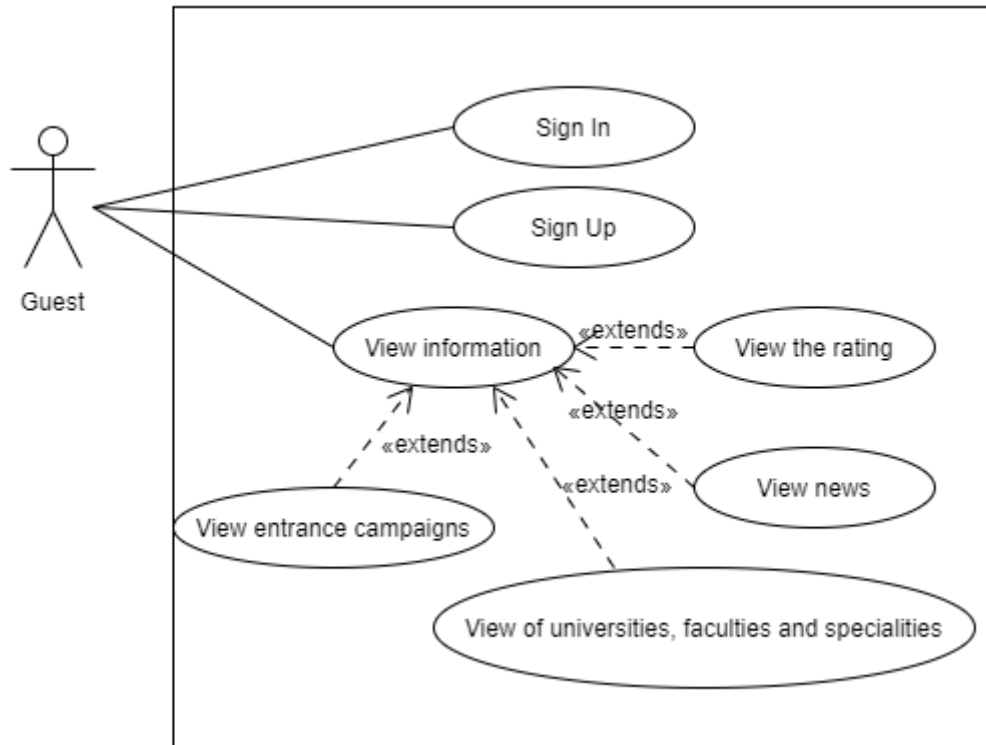 Sign In
Sign Up
Guest
View information
«extends»
View the rating
«extends»
«extends»
«extends»
View news
View entrance campaigns
View of universities, faculties and specialities